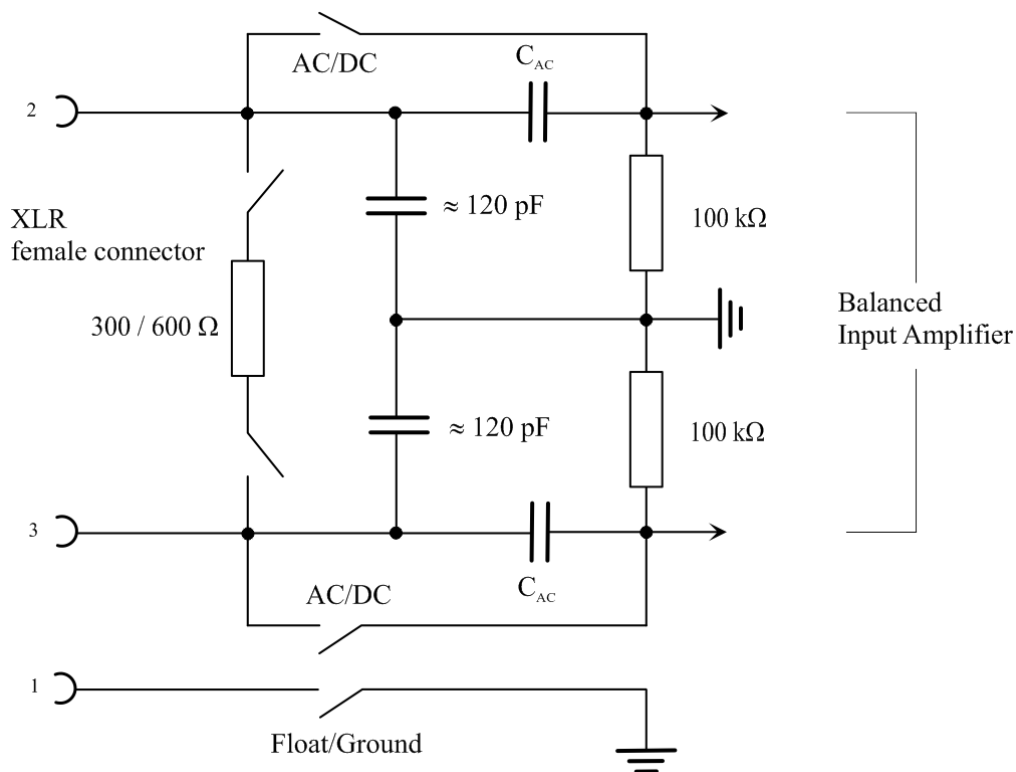 AC/DC
C_AC
2
≈ 120 pF
XLR
female connector
100 kΩ
300 / 600 Ω
Balanced
Input Amplifier
≈ 120 pF
100 kΩ
3
C_AC
AC/DC
1
Float/Ground